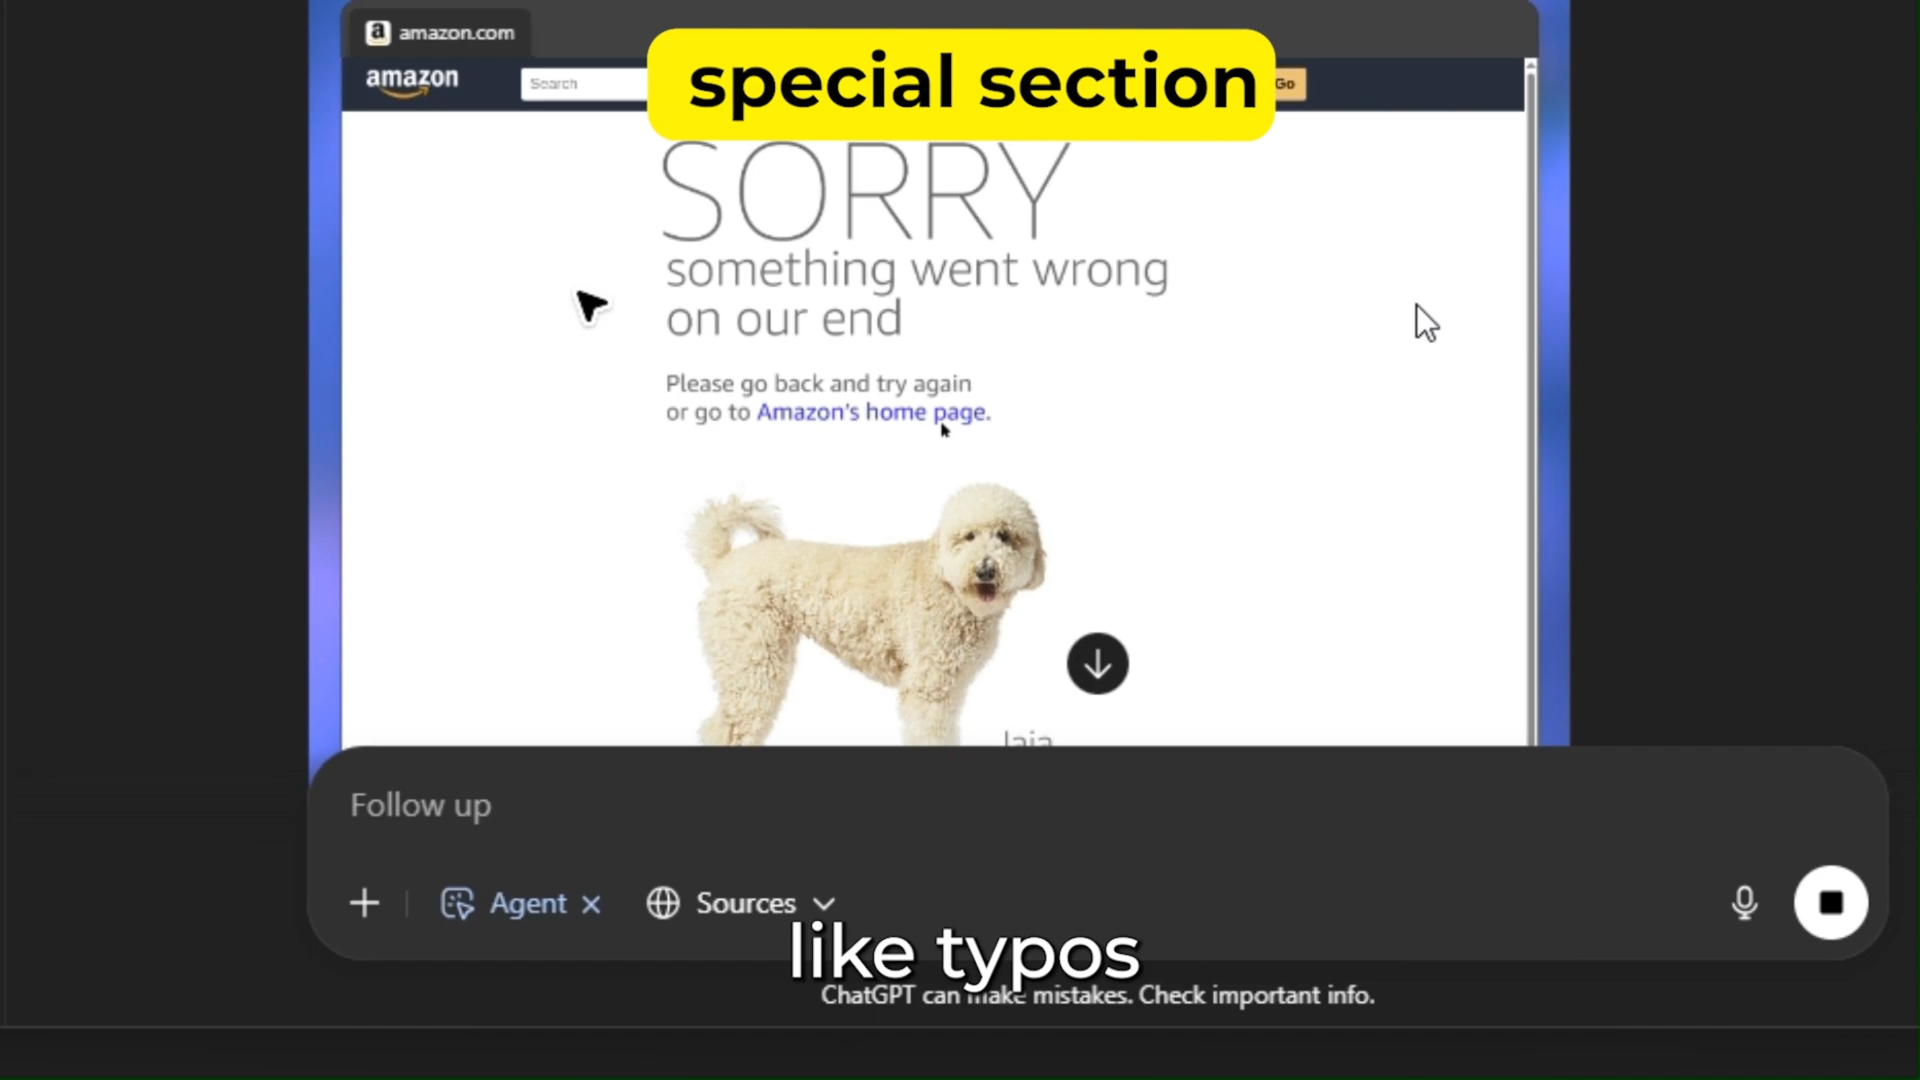 amazon.com
special section
amazon
Search
Go
SORRY
something went wrong
on our end
Please go back and try again
or go to Amazon's home page.
Follow up
Agent
Sources
like typos
ChatGPT can make mistakes. Check important info.